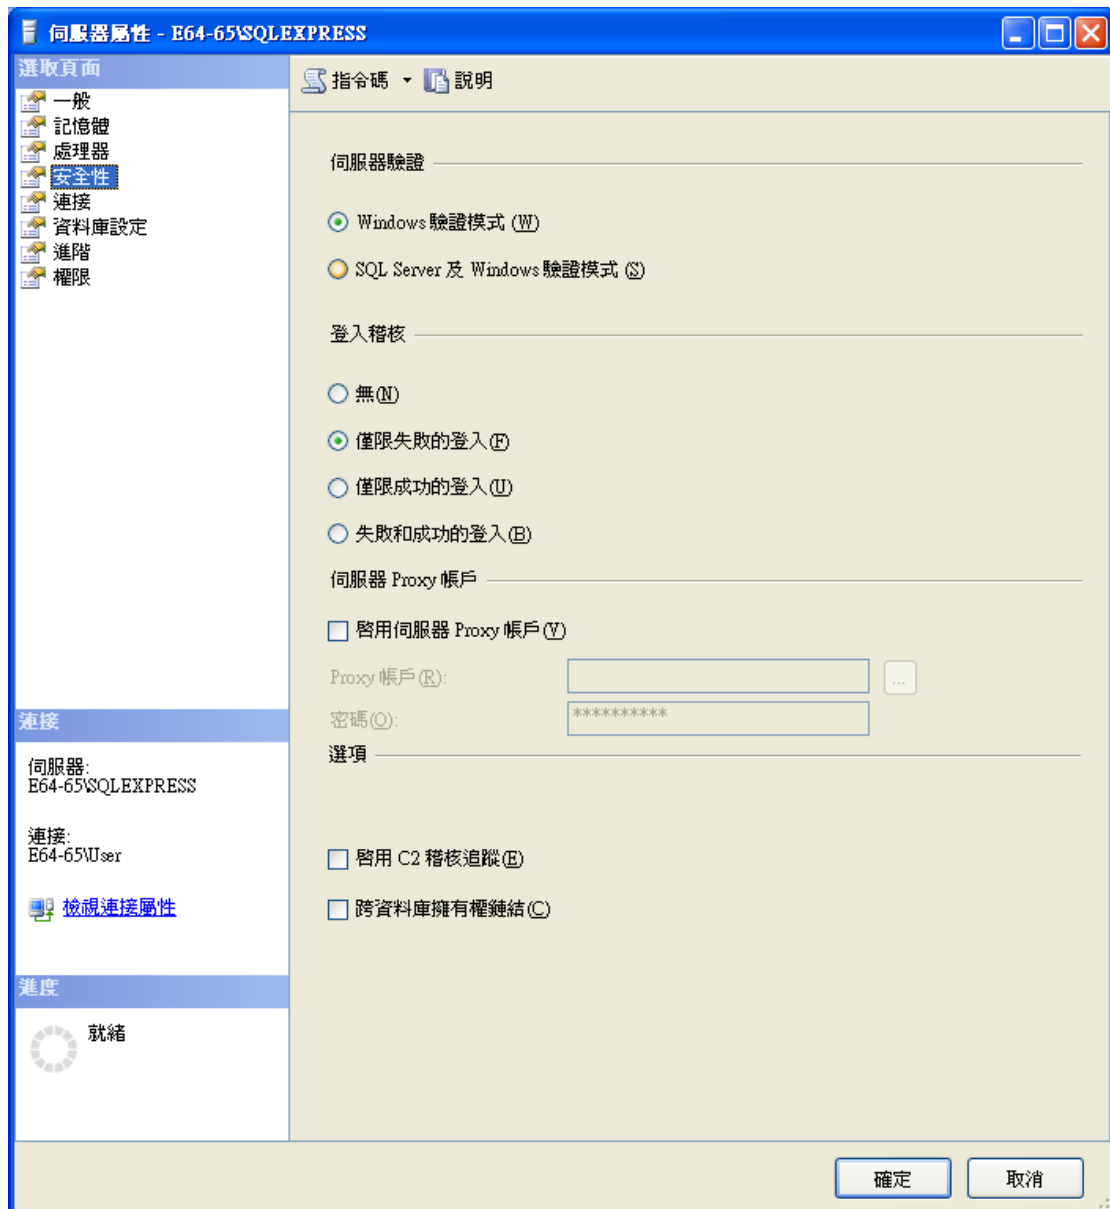 伺服器屬性 - E64-65\SQLEXPRESS
選取頁面
一般
記憶體
處理器
安全性
連接
資料庫設定
進階
權限
指令碼
說明
伺服器驗證
Windows 驗證模式 (W)
SQL Server 及 Windows 驗證模式 (S)
登入稽核
無(N)
僅限失敗的登入(F)
僅限成功的登入(U)
失敗和成功的登入(B)
伺服器 Proxy 帳戶
啟用伺服器 Proxy 帳戶(V)
Proxy 帳戶(R):
...
密碼(O):
**********
選項
啟用 C2 稽核追蹤(E)
跨資料庫擁有權鏈結(C)
連接
伺服器:
E64-65\SQLEXPRESS
連接:
E64-65\User
檢視連接屬性
進度
就緒
確定
取消